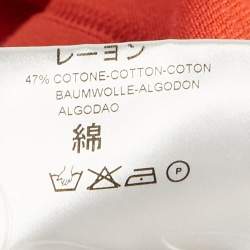 レーヨン
47% COTONE-COTTON-COTON
BAUMWOLLE-ALGODON
ALGODAO
綿
P